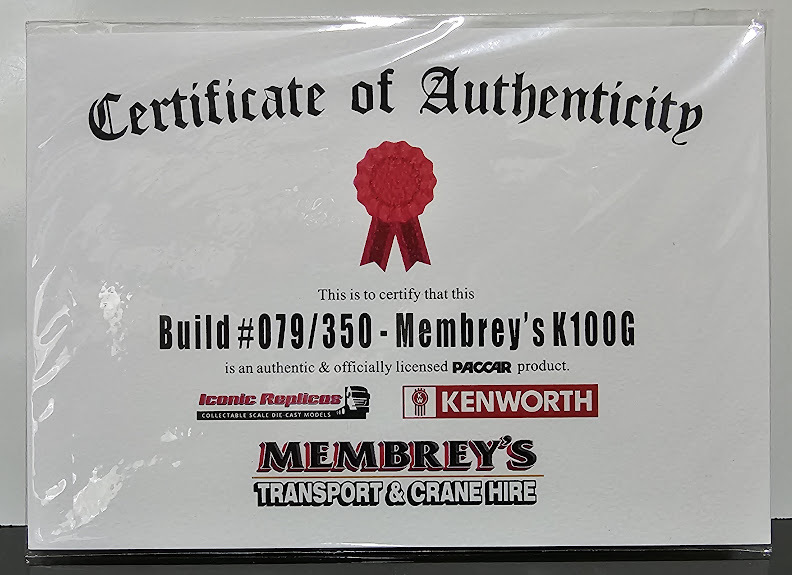 Certificate of Authenticity
This is to certify that this
Build #079/350 - Membrey's K100G
is an authentic & officially licensed PACCAR product.
Iconic Replicas
COLLECTABLE SCALE DIE-CAST MODELS
KENWORTH
MEMBREY'S
TRANSPORT & CRANE HIRE